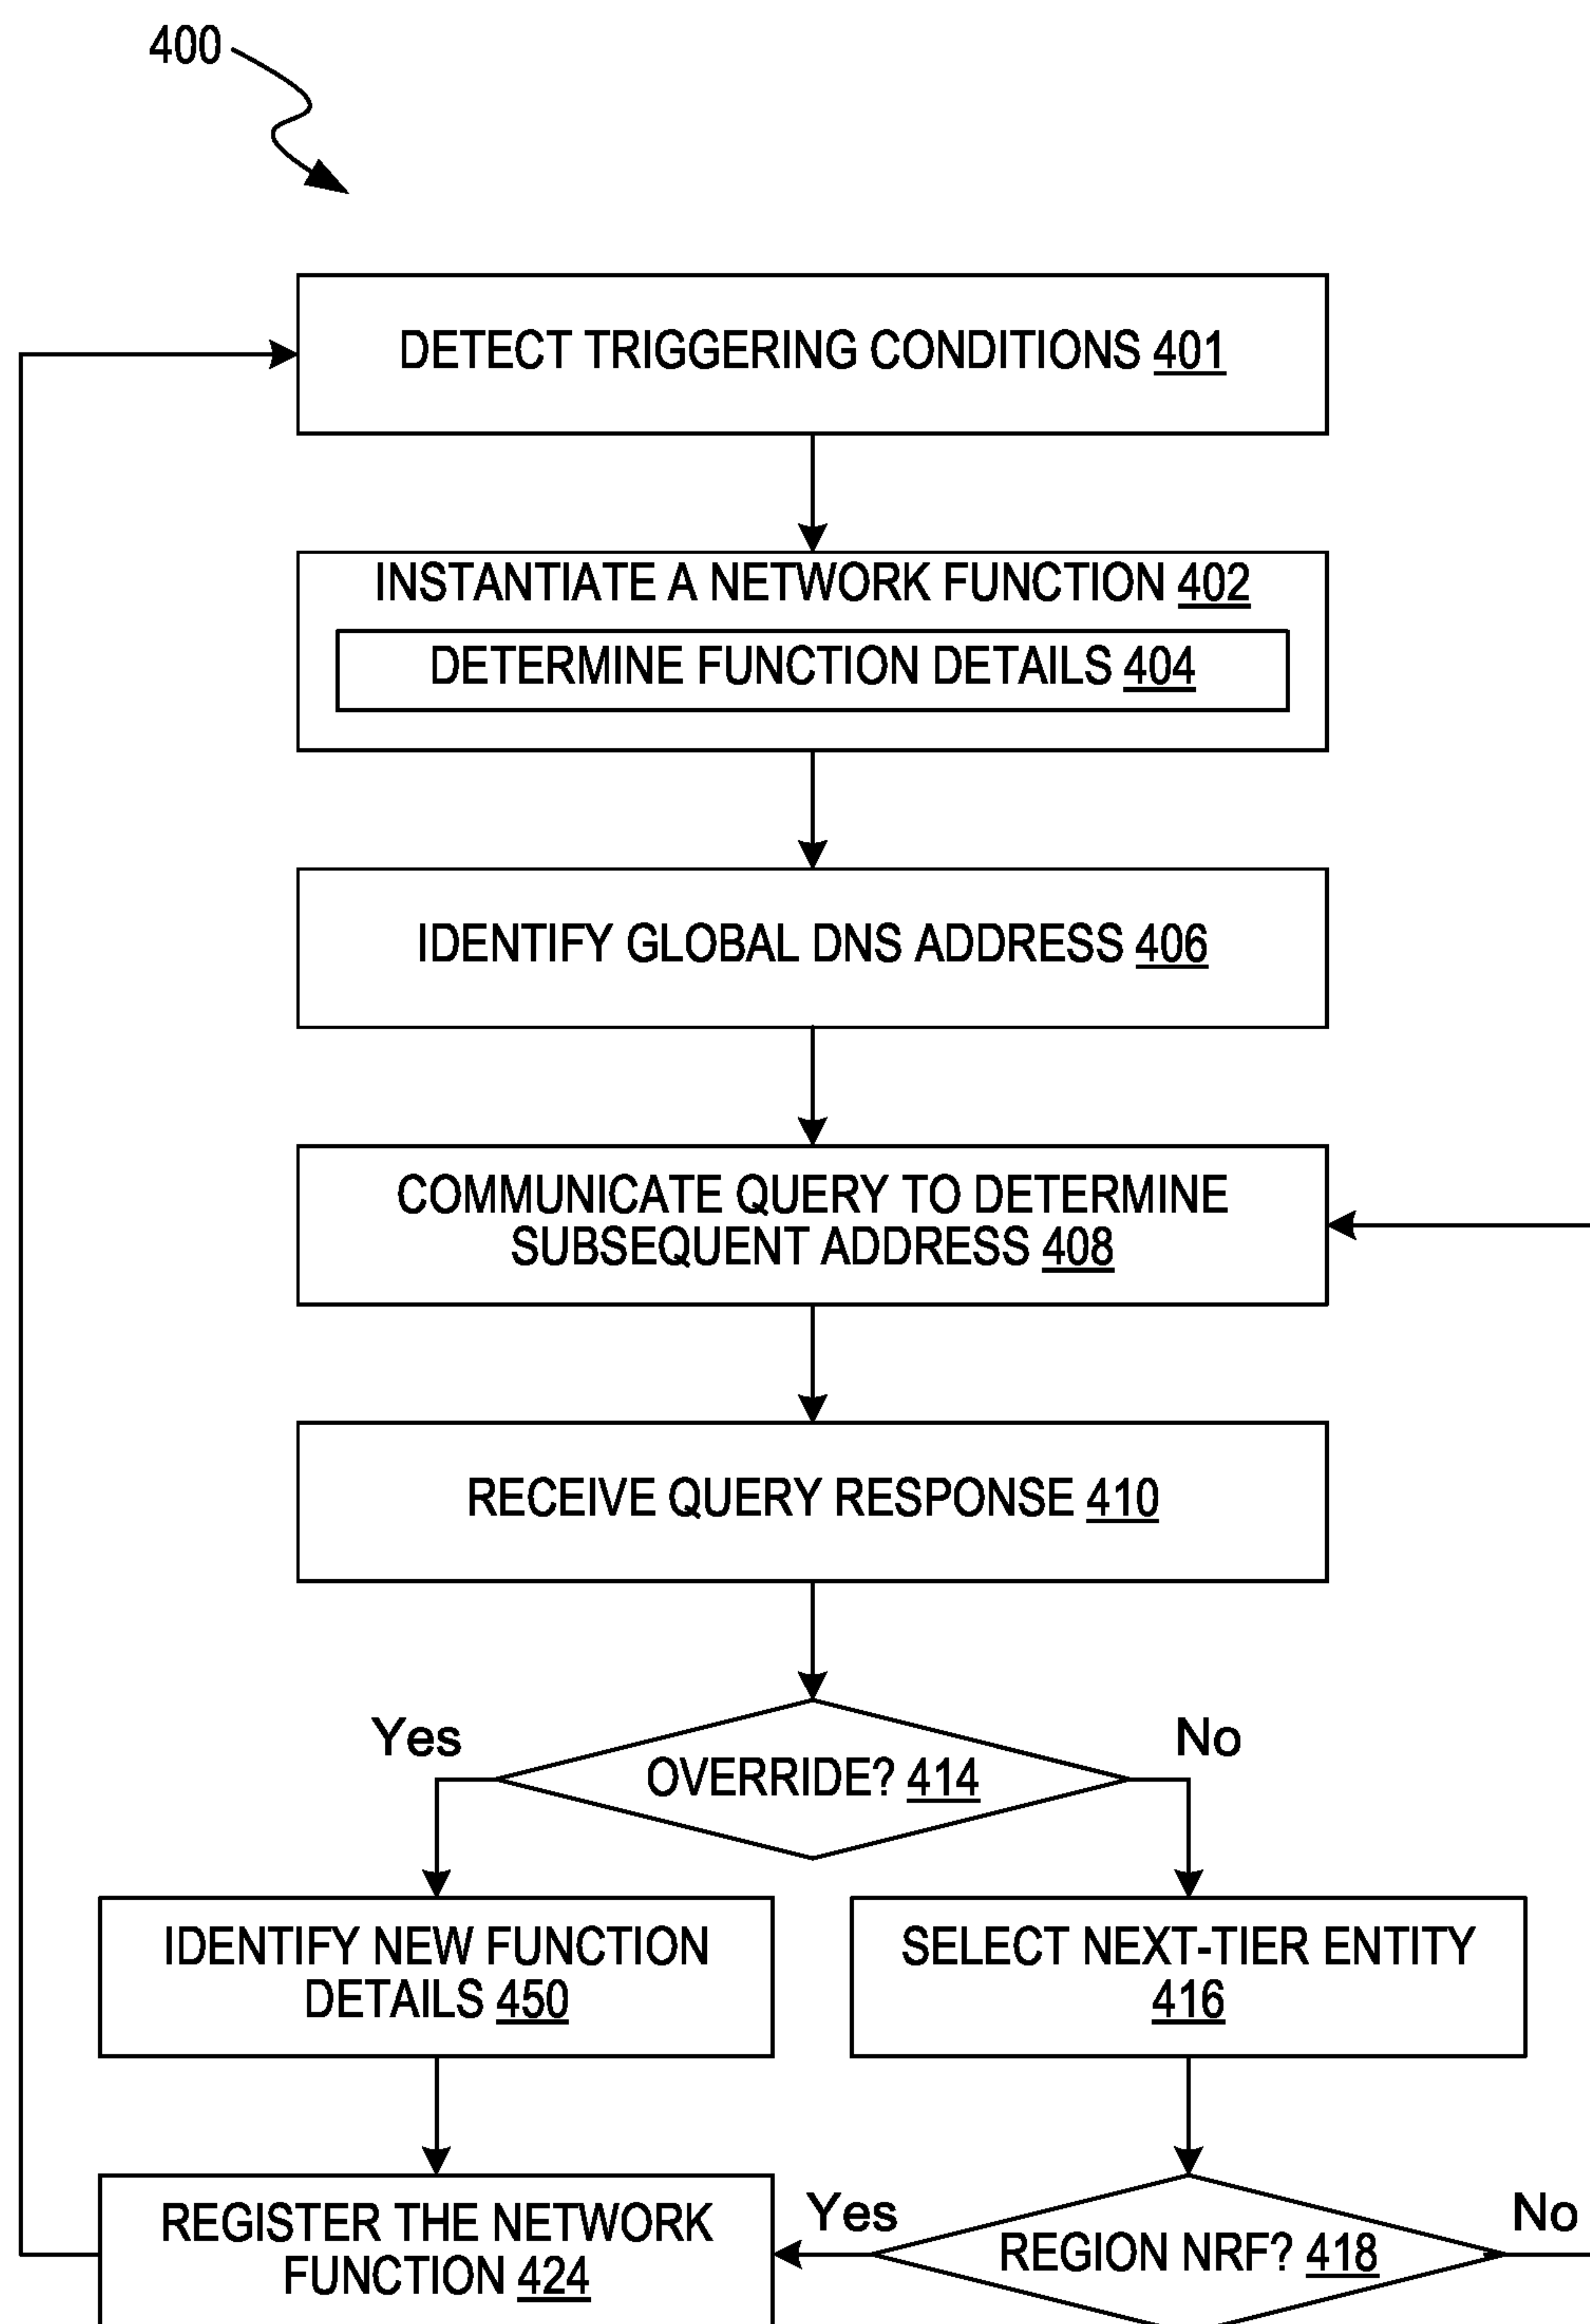 400
DETECT TRIGGERING CONDITIONS 401
INSTANTIATE A NETWORK FUNCTION 402
DETERMINE FUNCTION DETAILS 404
IDENTIFY GLOBAL DNS ADDRESS 406
COMMUNICATE QUERY TO DETERMINE
SUBSEQUENT ADDRESS 408
RECEIVE QUERY RESPONSE 410
Yes
No
OVERRIDE? 414
IDENTIFY NEW FUNCTION
DETAILS 450
SELECT NEXT-TIER ENTITY
416
REGISTER THE NETWORK
FUNCTION 424
Yes
REGION NRF? 418
No